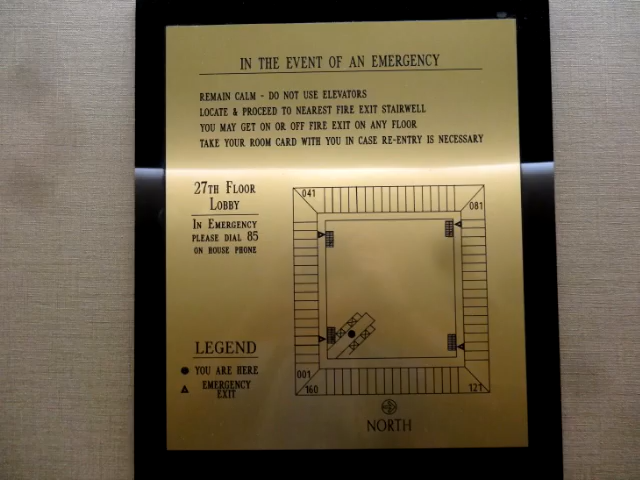 IN THE EVENT OF AN EMERGENCY
REMAIN CALM - DO NOT USE ELEVATORS
LOCATE & PROCEED TO NEAREST FIRE EXIT STAIRWELL
YOU MAY GET ON OR OFF FIRE EXIT ON ANY FLOOR
TAKE YOUR ROOM CARD WITH YOU IN CASE RE-ENTRY IS NECESSARY
27TH FLOOR
LOBBY
IN EMERGENCY
PLEASE DIAL 85
ON HOUSE PHONE
041
081
LEGEND
YOU ARE HERE
EMERGENCY
EXIT
001
160
121
NORTH